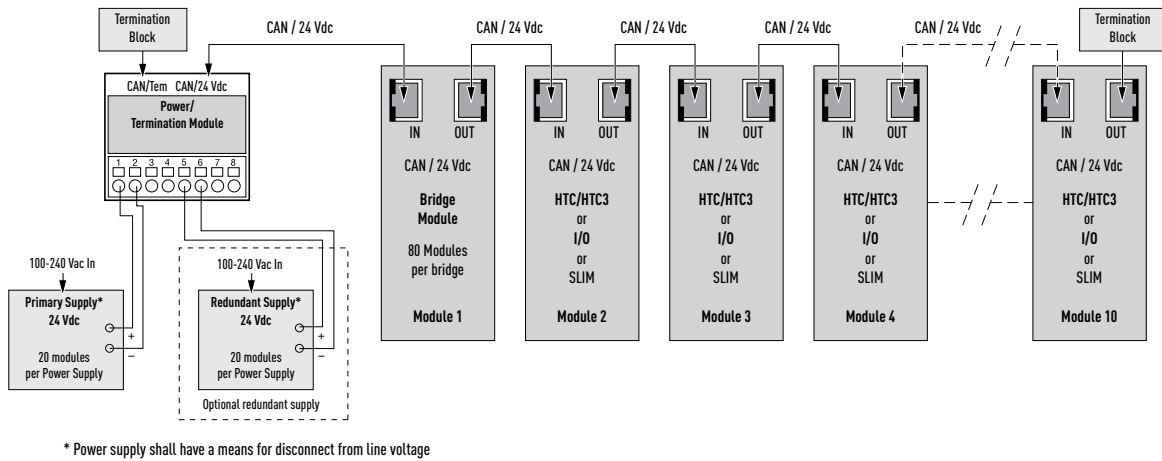 Termination
Block
CAN / 24 Vdc
CAN / 24 Vdc
CAN / 24 Vdc
CAN / 24 Vdc
CAN / 24 Vdc
Termination
Block
CAN/Tem CAN/24 Vdc
Power/
Termination Module
1 2 3 4 5 6 7 8
IN OUT
CAN / 24 Vdc
Bridge
Module
80 Modules
per bridge
Module 1
IN OUT
CAN / 24 Vdc
HTC/HTC3
or
I/O
or
SLIM
Module 2
IN OUT
CAN / 24 Vdc
HTC/HTC3
or
I/O
or
SLIM
Module 3
IN OUT
CAN / 24 Vdc
HTC/HTC3
or
I/O
or
SLIM
Module 4
IN OUT
CAN / 24 Vdc
HTC/HTC3
or
I/O
or
SLIM
Module 10
100-240 Vac In
Primary Supply*
24 Vdc
+
–
20 modules
per Power Supply
100-240 Vac In
Redundant Supply*
24 Vdc
+
–
20 modules
per Power Supply
Optional redundant supply
* Power supply shall have a means for disconnect from line voltage